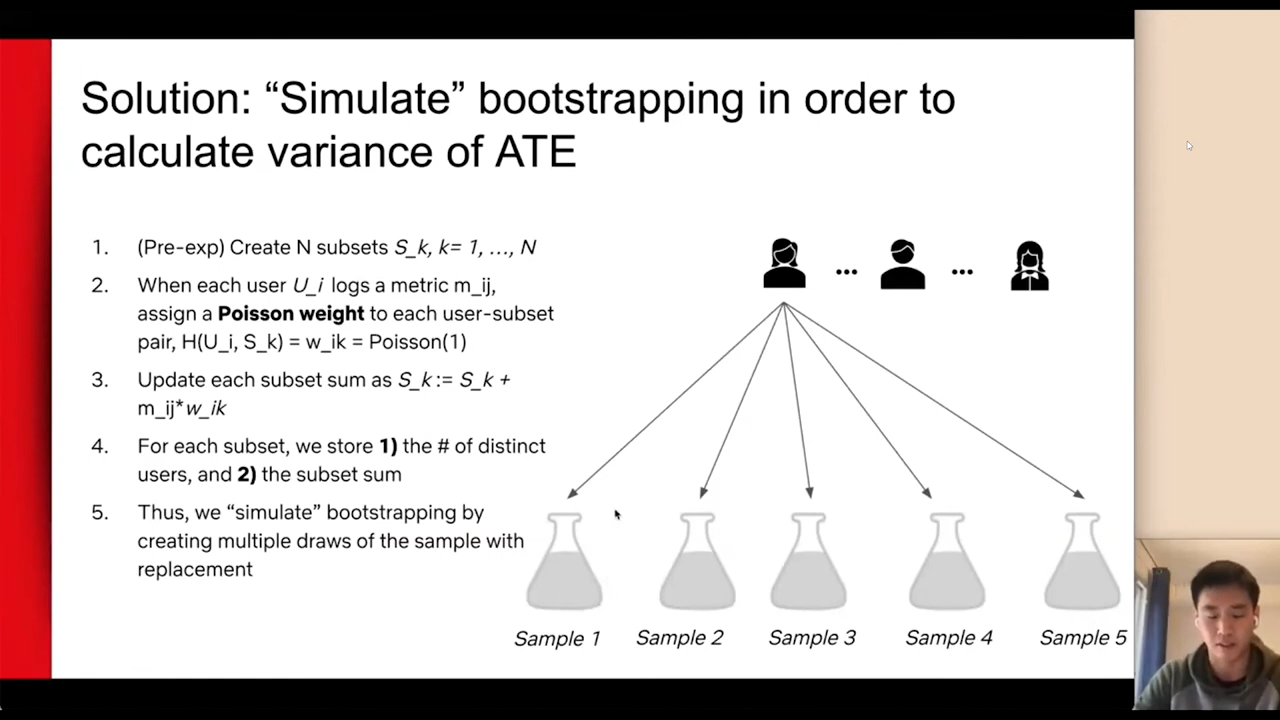 Solution: “Simulate” bootstrapping in order to
calculate variance of ATE
1. (Pre-exp) Create N subsets S_k, k= 1, …, N
2. When each user U_i logs a metric m_ij,
assign a Poisson weight to each user-subset
pair, H(U_i, S_k) = w_ik = Poisson(1)
3. Update each subset sum as S_k := S_k +
m_ij*w_ik
4. For each subset, we store 1) the # of distinct
users, and 2) the subset sum
5. Thus, we “simulate” bootstrapping by
creating multiple draws of the sample with
replacement
... ...
Sample 1 Sample 2 Sample 3 Sample 4 Sample 5